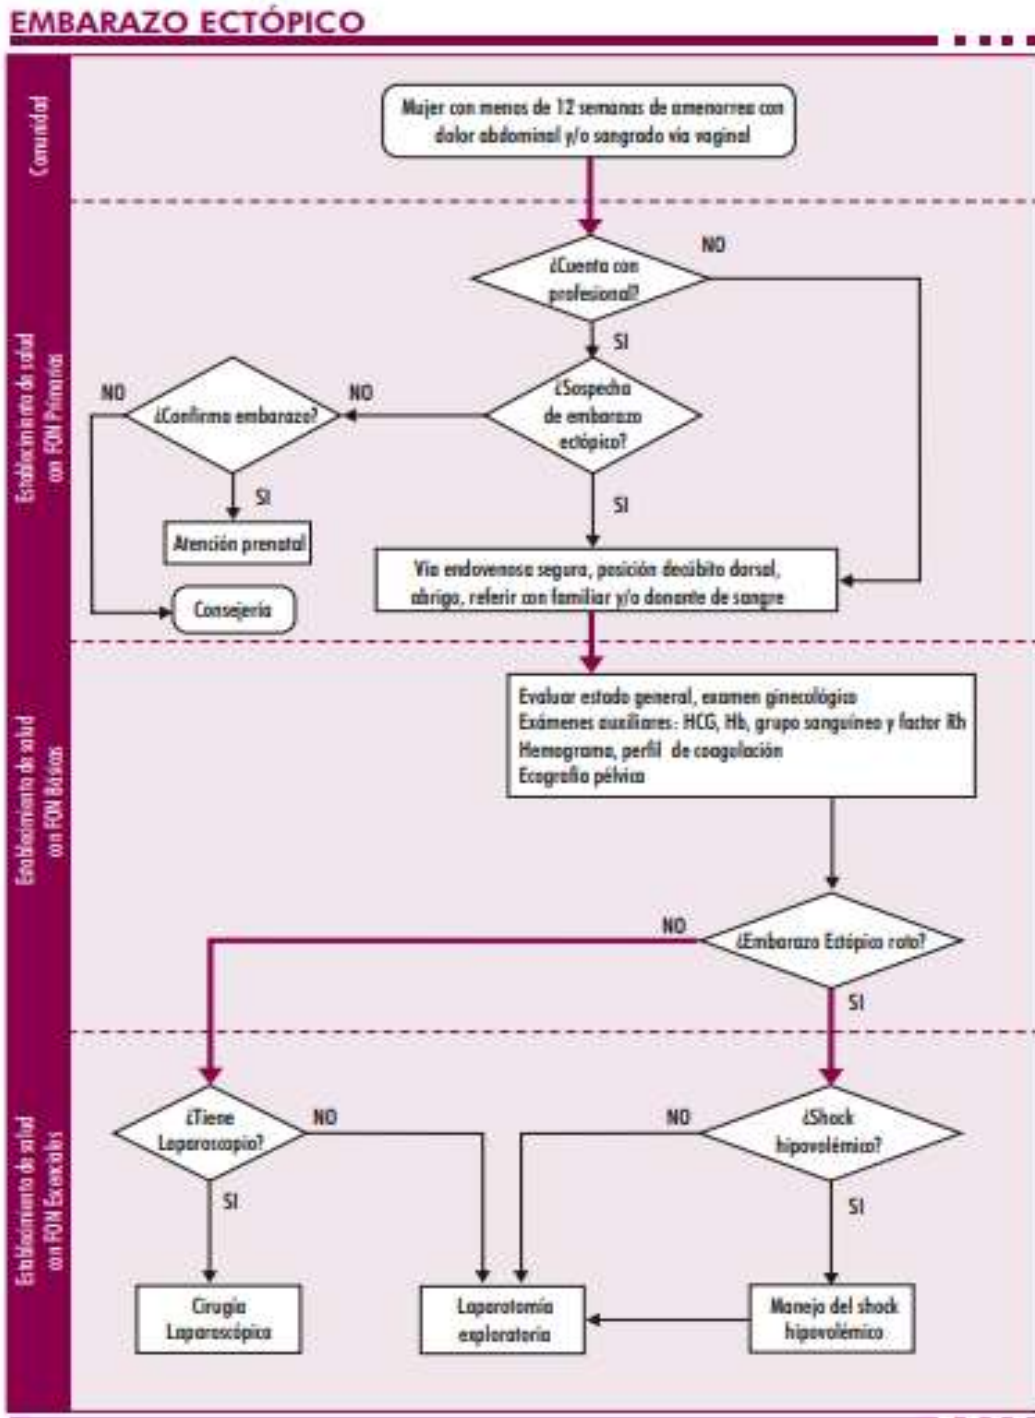 EMBARAZO ECTÓPICO
Comunidad
Mujer con menos de 12 semanas de amenorrea con
dolor abdominal y/o sangrado vía vaginal
Establecimiento de salud
con FON Primarias
¿Cuenta con
profesional?
NO
SI
¿Sospecha
de embarazo
ectópico?
NO
¿Confirma embarazo?
NO
SI
SI
Atención prenatal
Vía endovenosa segura, posición decúbito dorsal,
abrigo, referir con familiar y/o donante de sangre
Consejería
Establecimiento de salud
con FON Básicas
Evaluar estado general, examen ginecológico
Exámenes auxiliares: HCG, Hb, grupo sanguíneo y factor Rh
Hemograma, perfil de coagulación
Ecografía pélvica
NO
¿Embarazo Ectópico roto?
SI
Establecimiento de salud
con FON Esenciales
¿Tiene
Laparoscopio?
NO
NO
¿Shock
hipovolémico?
SI
SI
Cirugía
Laparoscópica
Laparotomía
exploratoria
Manejo del shock
hipovolémico